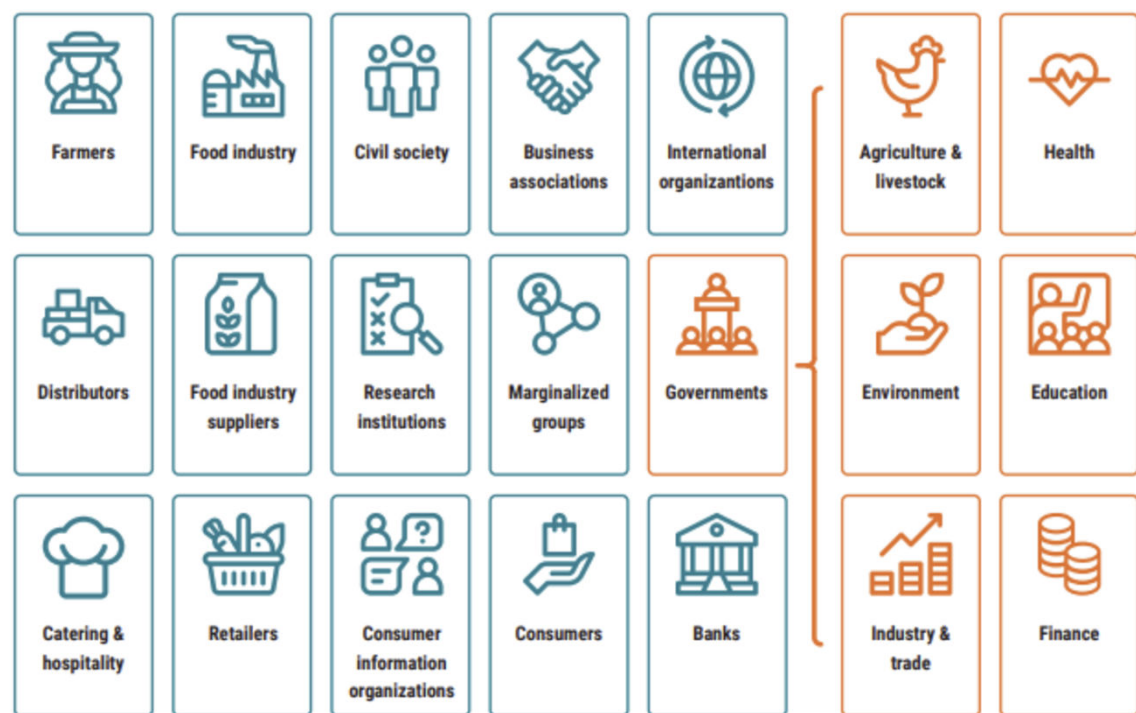 Farmers
Food industry
Civil society
Business
associations
International
organizantions
Agriculture &
livestock
Health
Distributors
Food industry
suppliers
Research
institutions
Marginalized
groups
Governments
Environment
Education
Catering &
hospitality
Retailers
Consumer
information
organizations
Consumers
Banks
Industry &
trade
Finance